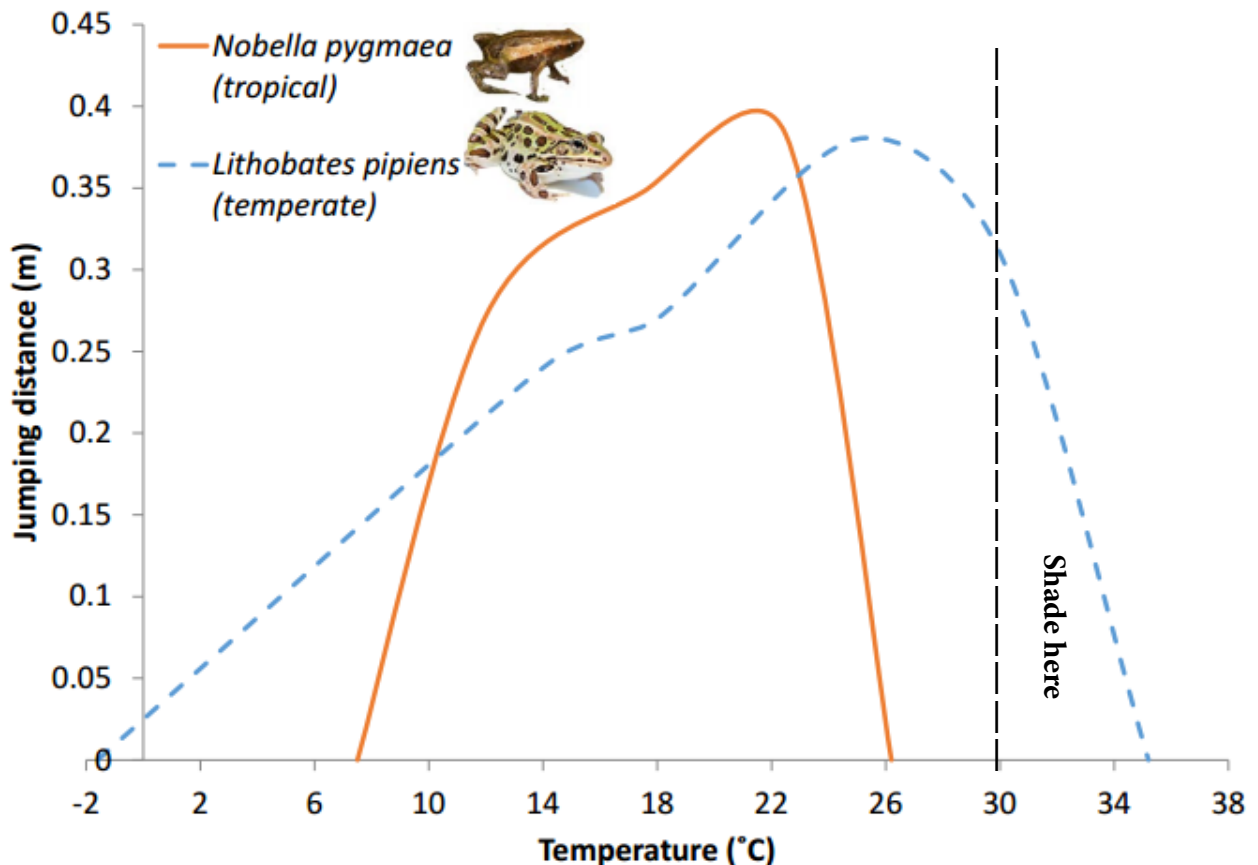 0.45
0.4
0.35
0.3
0.25
0.2
0.15
0.1
0.05
0
Jumping distance (m)
Nobella pygmaea
(tropical)
Lithobates pipiens
(temperate)
Shade here
-2 2 6 10 14 18 22 26 30 34 38
Temperature (˚C)